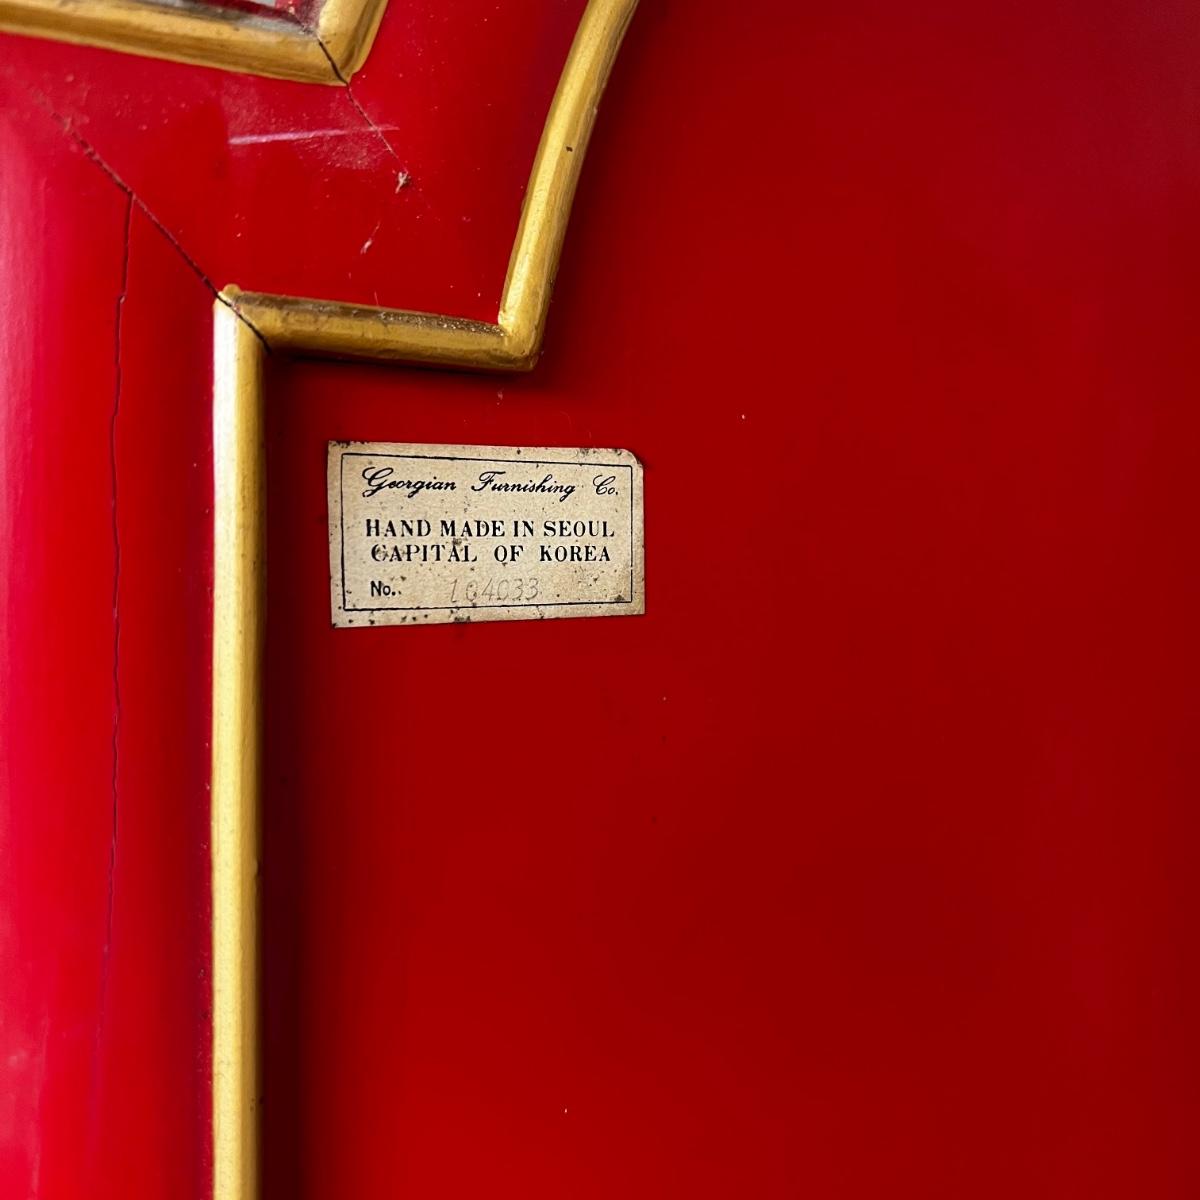 Georgian Furnishing Co.
HAND MADE IN SEOUL
CAPITAL OF KOREA
No. 104033